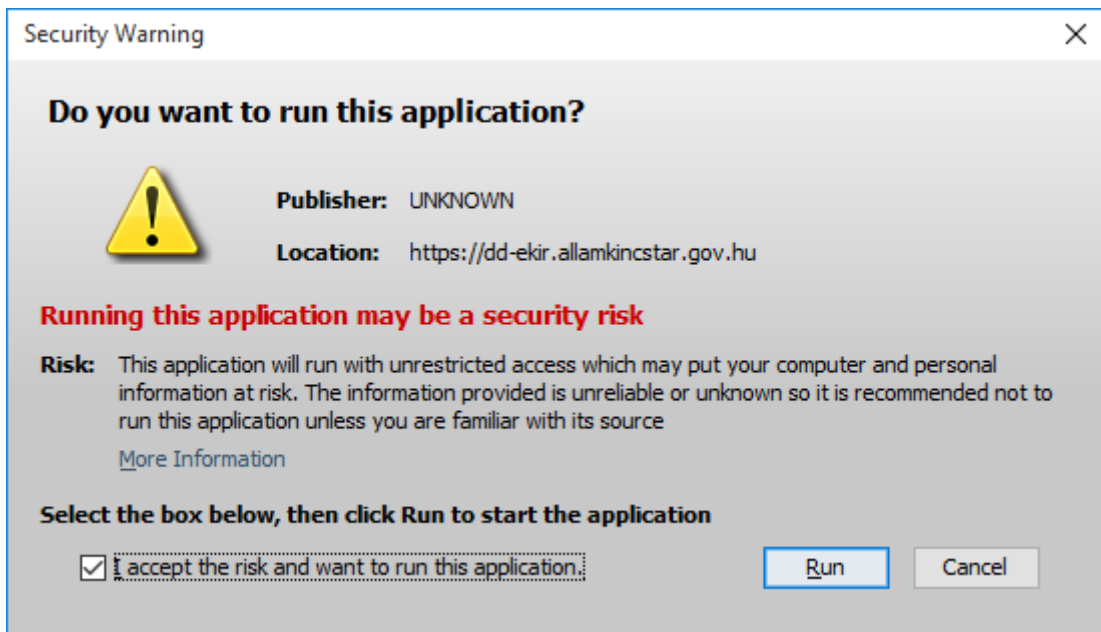 Security Warning
Do you want to run this application?
Publisher: UNKNOWN
Location: https://dd-ekir.allamkincstar.gov.hu
Running this application may be a security risk
Risk: This application will run with unrestricted access which may put your computer and personal
information at risk. The information provided is unreliable or unknown so it is recommended not to
run this application unless you are familiar with its source
More Information
Select the box below, then click Run to start the application
I accept the risk and want to run this application.
Run Cancel